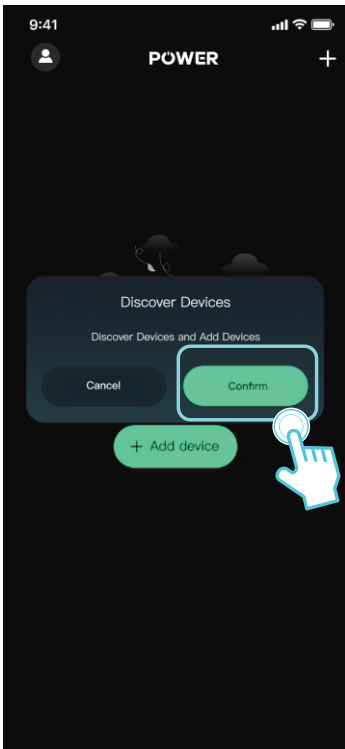 9:41
POWER
+
Discover Devices
Discover Devices and Add Devices
Cancel
Confirm
+ Add device